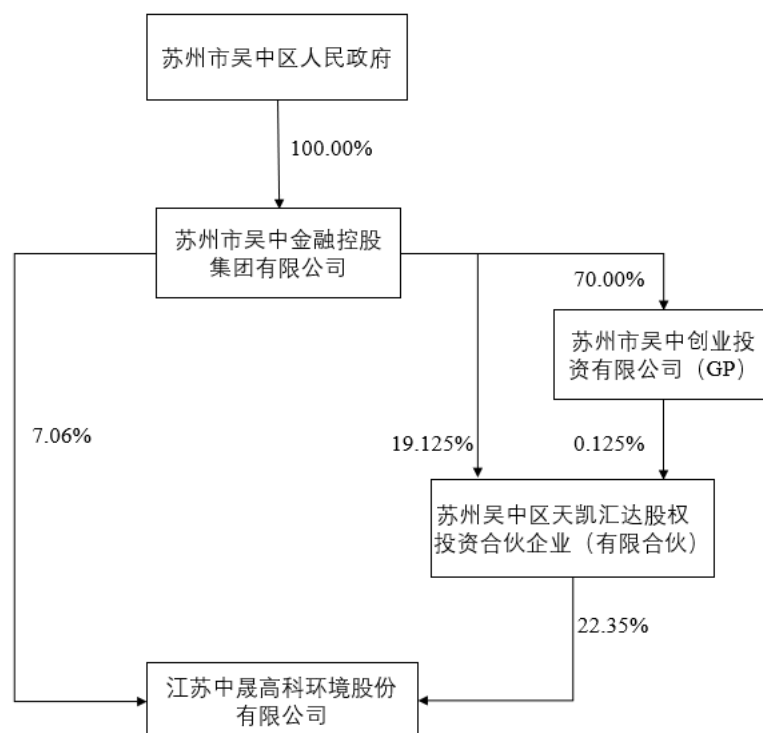 苏州市吴中区人民政府
100.00%
苏州市吴中金融控股
集团有限公司
70.00%
苏州市吴中创业投
资有限公司（GP）
7.06%
19.125%
0.125%
苏州吴中区天凯汇达股权
投资合伙企业（有限合伙）
22.35%
江苏中晟高科环境股份
有限公司